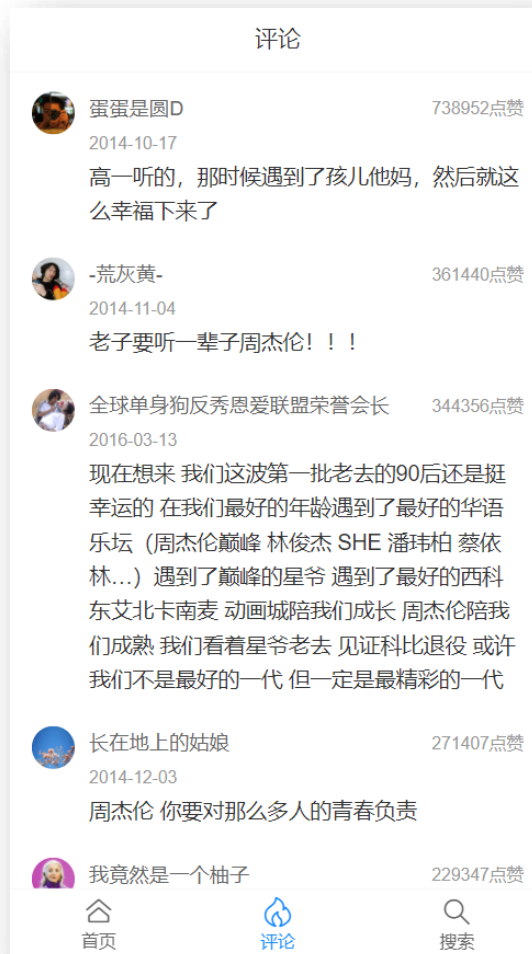 评论
蛋蛋是圆D 738952点赞
2014-10-17
高一听的，那时候遇到了孩儿他妈，然后就这
么幸福下来了
-荒灰黄- 361440点赞
2014-11-04
老子要听一辈子周杰伦！！！
全球单身狗反秀恩爱联盟荣誉会长 344356点赞
2016-03-13
现在想来 我们这波第一批老去的90后还是挺
幸运的 在我们最好的年龄遇到了最好的华语
乐坛（周杰伦巅峰 林俊杰 SHE 潘玮柏 蔡依
林…）遇到了巅峰的星爷 遇到了最好的西科
东艾北卡南麦 动画城陪我们成长 周杰伦陪我
们成熟 我们看着星爷老去 见证科比退役 或许
我们不是最好的一代 但一定是最精彩的一代
长在地上的姑娘 271407点赞
2014-12-03
周杰伦 你要对那么多人的青春负责
我竟然是一个柚子 229347点赞
首页 评论 搜索